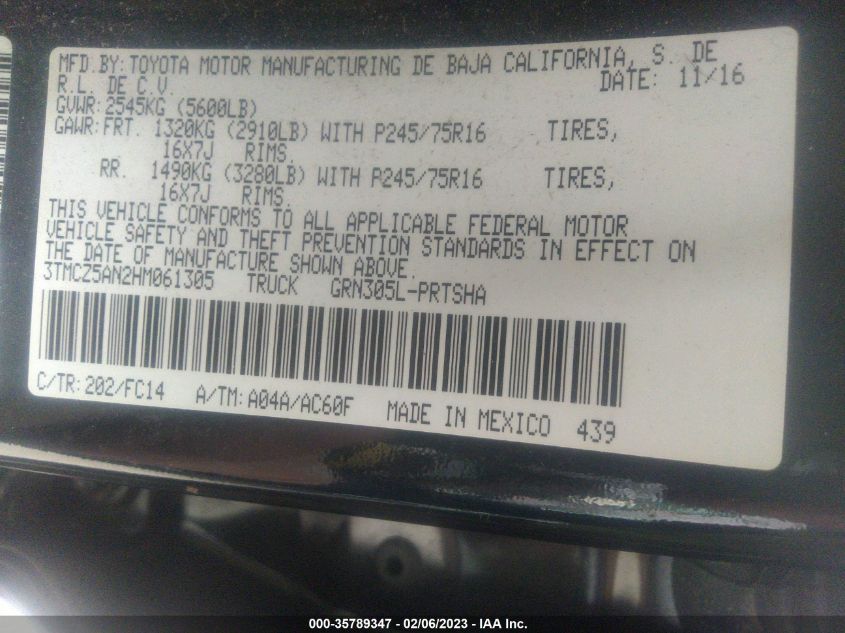 MFD.BY: TOYOTA MOTOR MANUFACTURING DE BAJA CALIFORNIA, S. DE
R.L. DE C.V. DATE: 11/16
GVWR: 2545KG (5600LB)
GAWR: FRT. 1320KG (2910LB) WITH P245/75R16 TIRES,
16X7J RIMS,
RR. 1490KG (3280LB) WITH P245/75R16 TIRES,
16X7J RIMS.
THIS VEHICLE CONFORMS TO ALL APPLICABLE FEDERAL MOTOR
VEHICLE SAFETY AND THEFT PREVENTION STANDARDS IN EFFECT ON
THE DATE OF MANUFACTURE SHOWN ABOVE.
3TMCZ5AN2HM061305 TRUCK GRN305L-PRTSHA
C/TR: 202/FC14 A/TM: A04A/AC60F MADE IN MEXICO 439
000-35789347 - 02/06/2023 - IAA Inc.